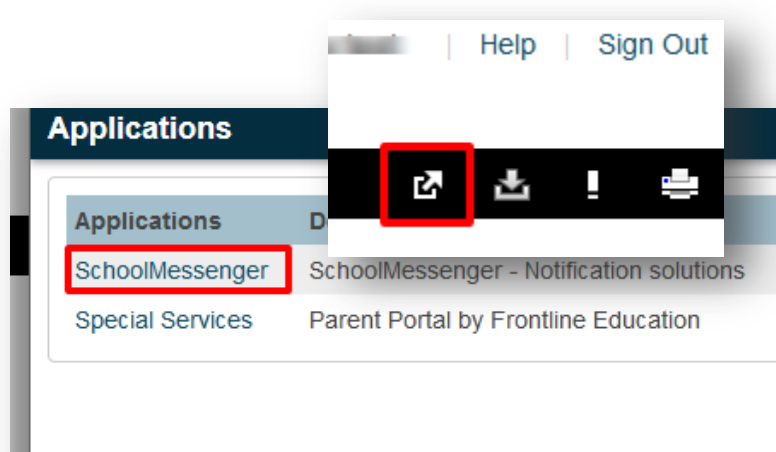 Help | Sign Out
Applications
Applications D
SchoolMessenger SchoolMessenger - Notification solutions
Special Services Parent Portal by Frontline Education